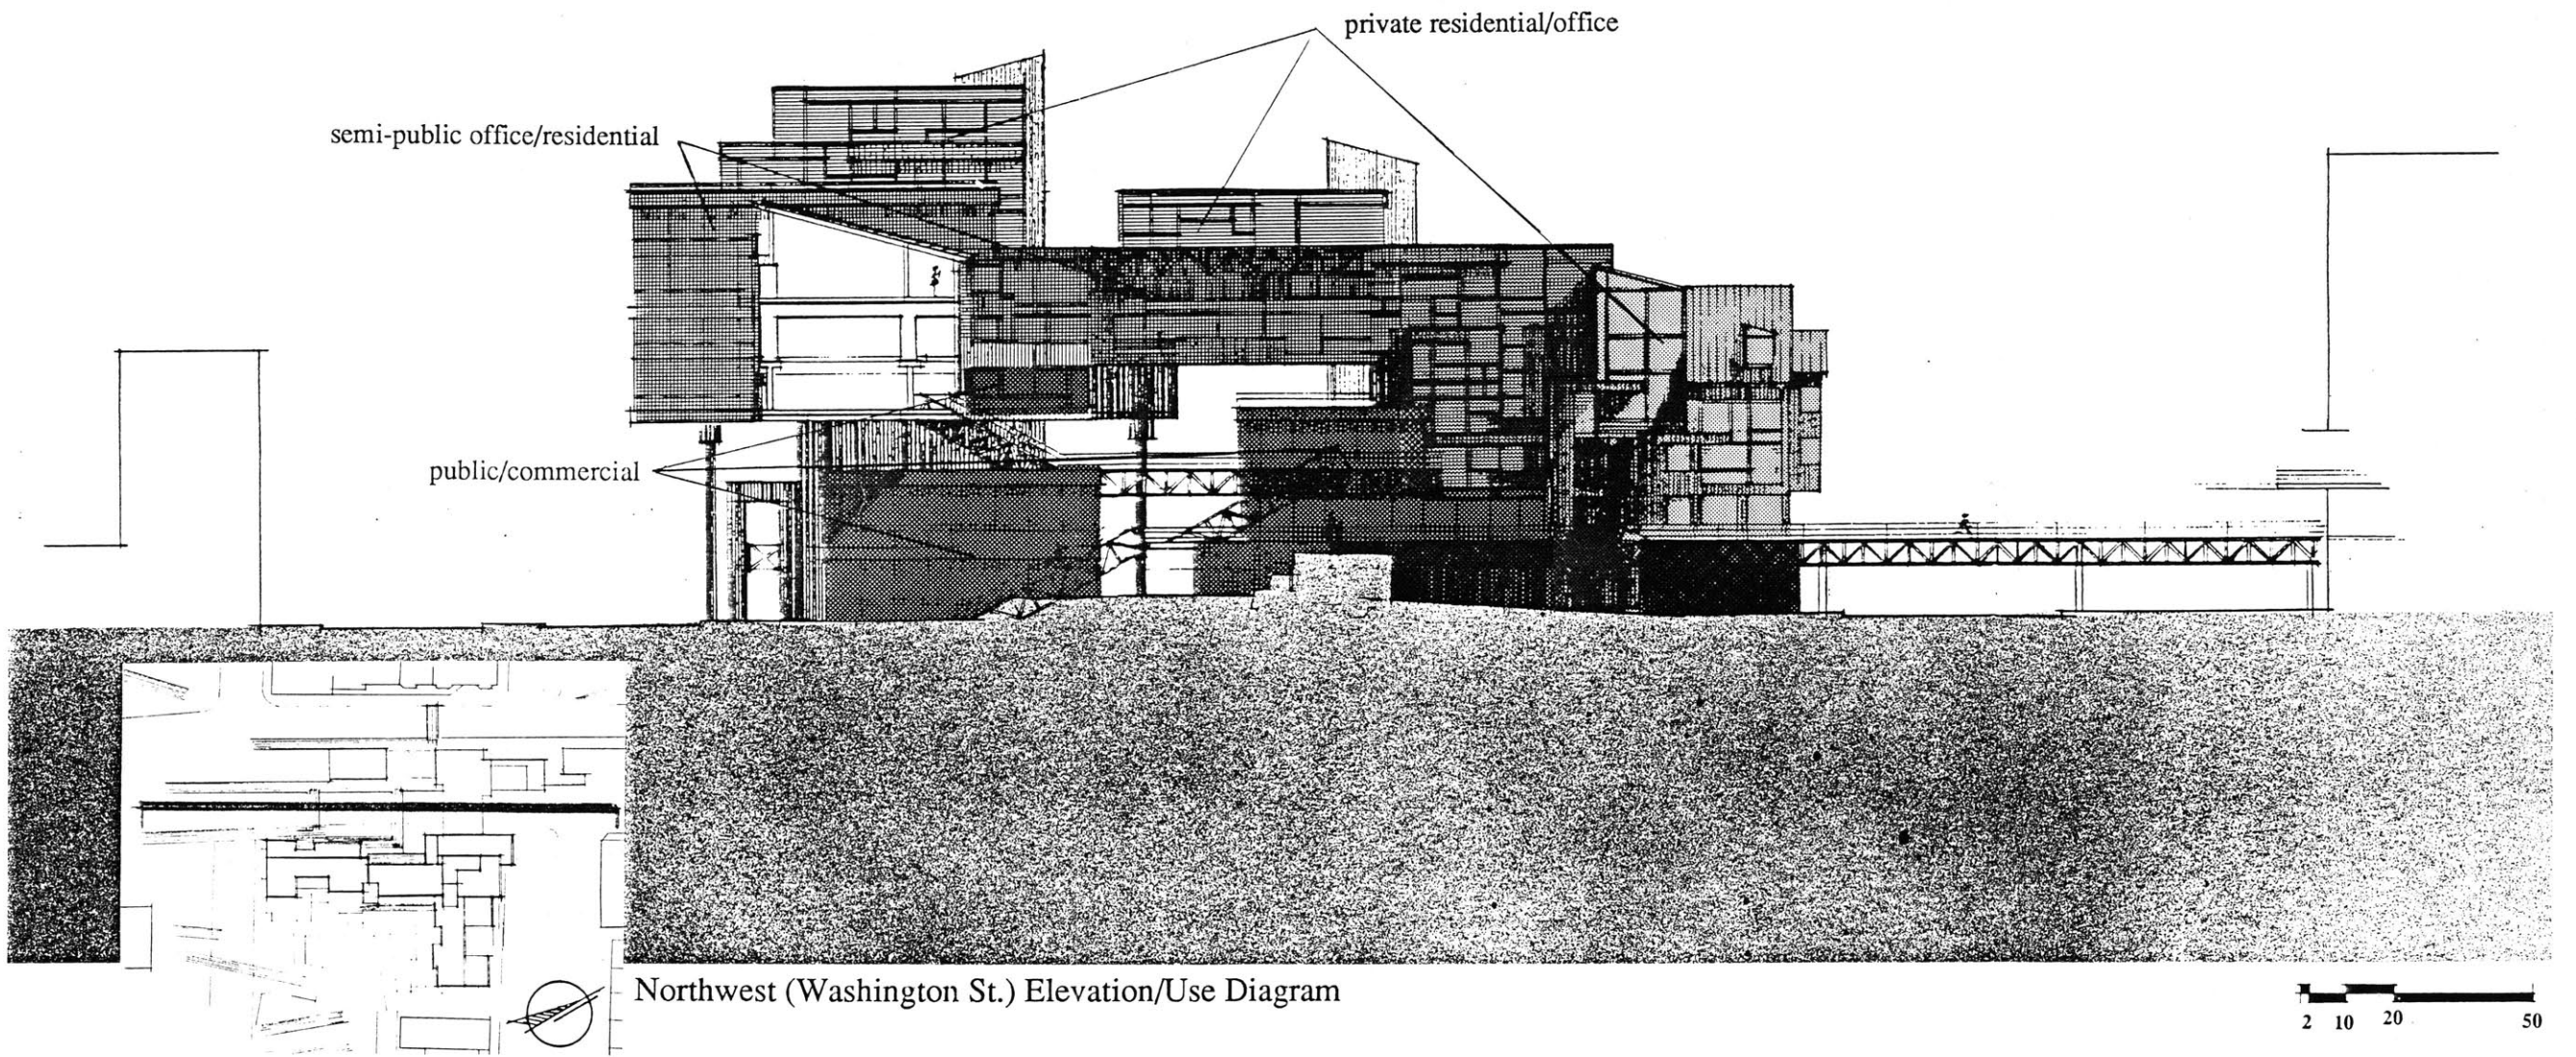 private residential/office
semi-public office/residential
public/commercial
Northwest (Washington St.) Elevation/Use Diagram
2 10 20 50